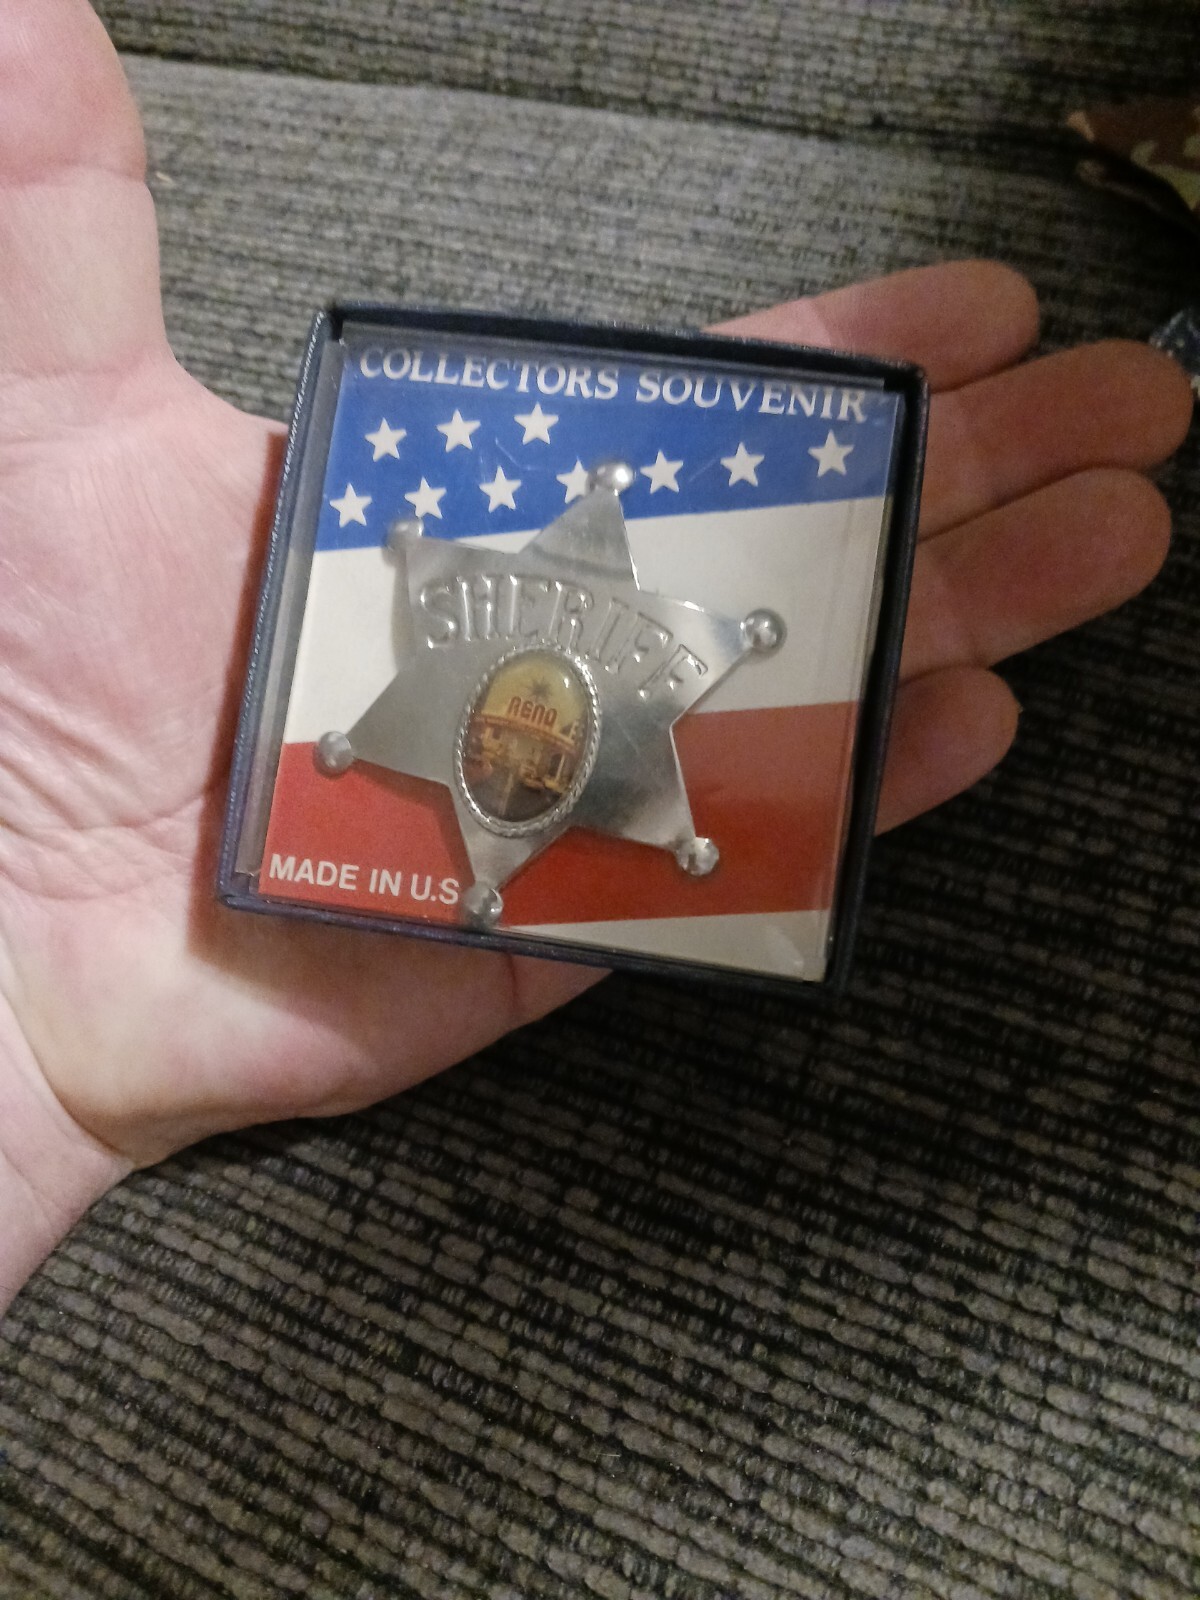 COLLECTORS SOUVENIR
SHERIFF
RENO
MADE IN U.S